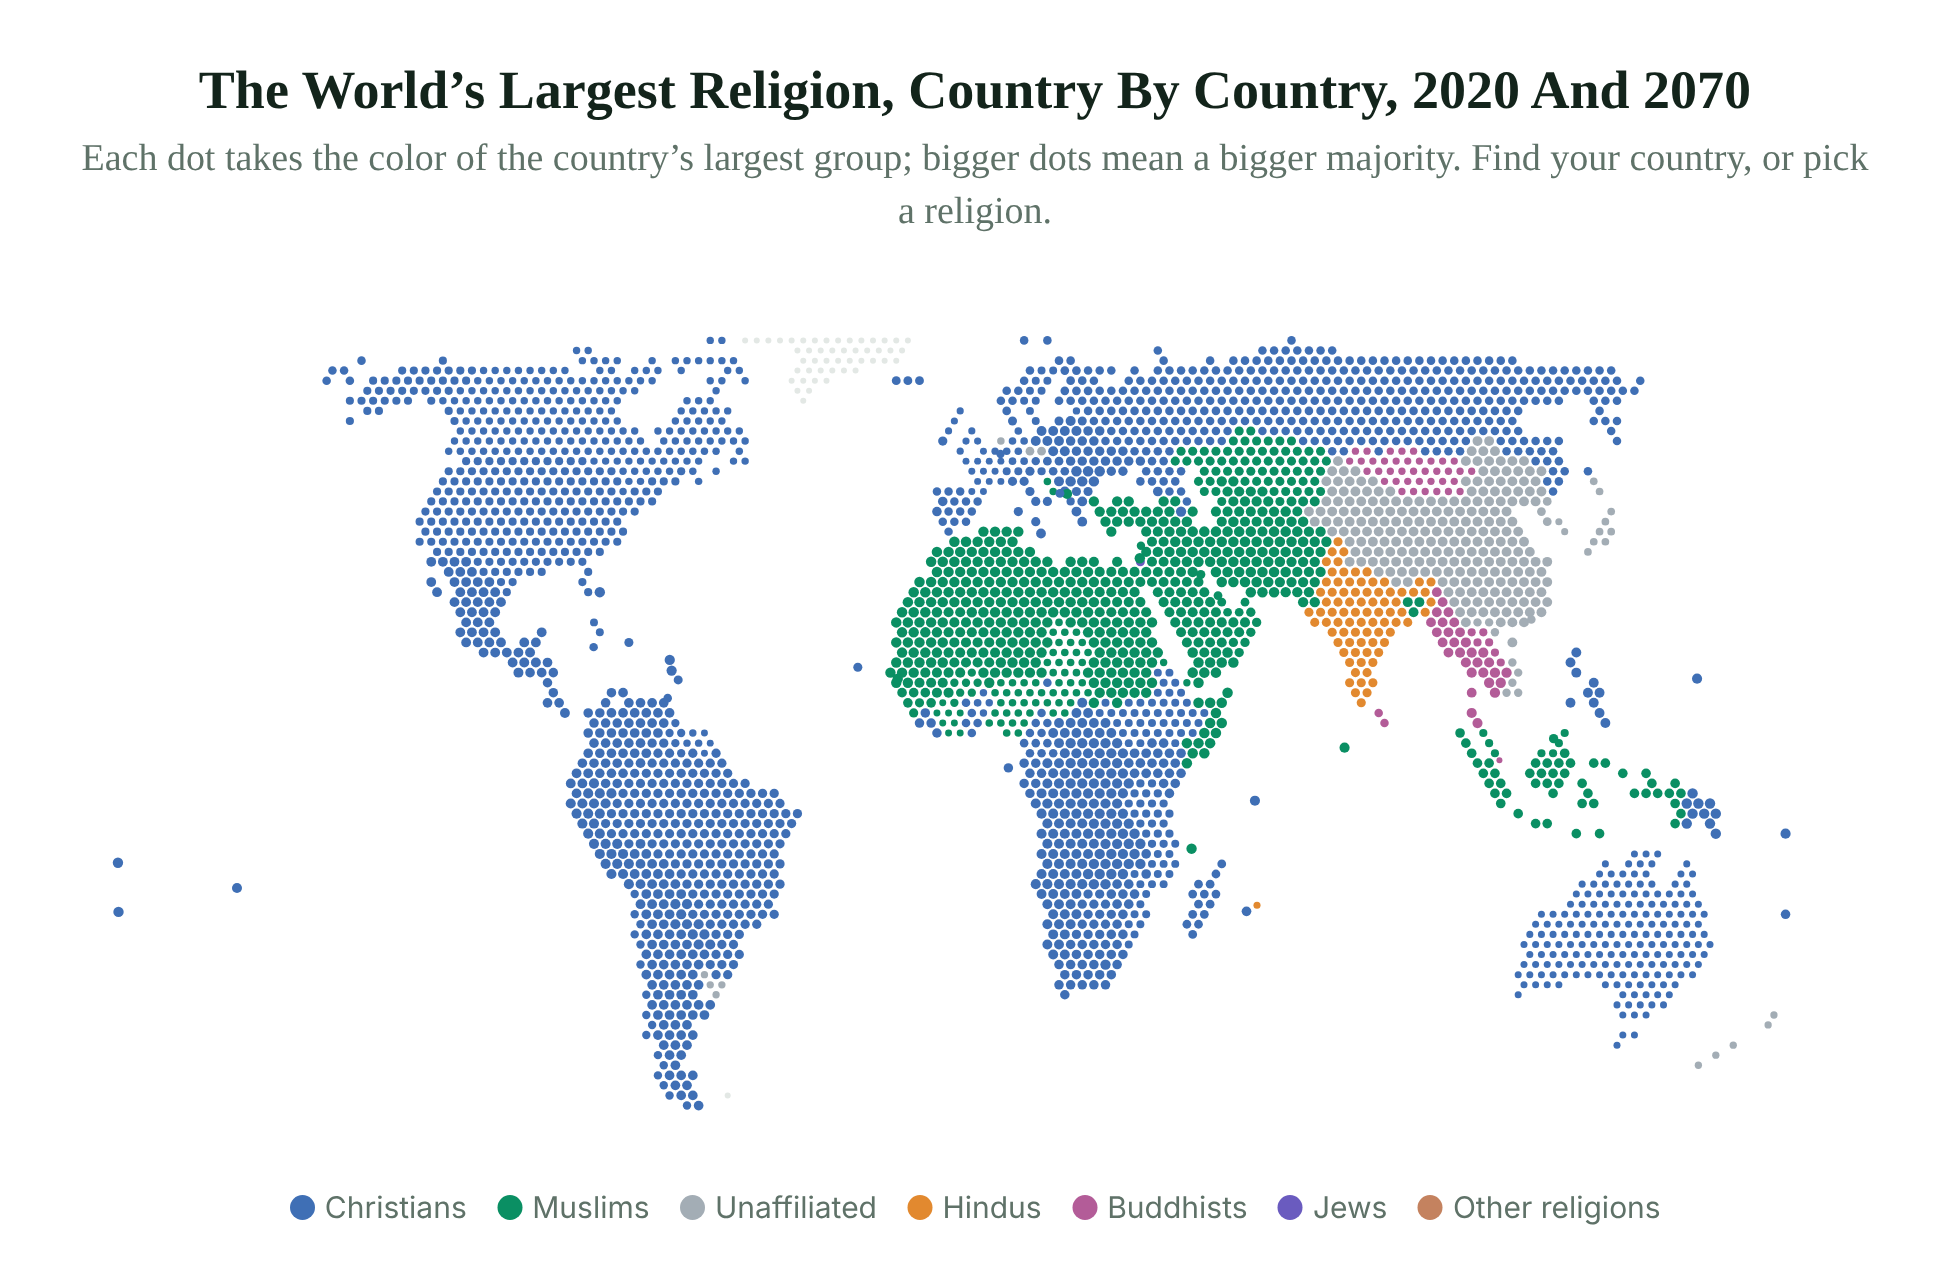 The World’s Largest Religion, Country By Country, 2020 And 2070
Each dot takes the color of the country’s largest group; bigger dots mean a bigger majority. Find your country, or pick
a religion.
Christians Muslims Unaffiliated Hindus Buddhists Jews Other religions